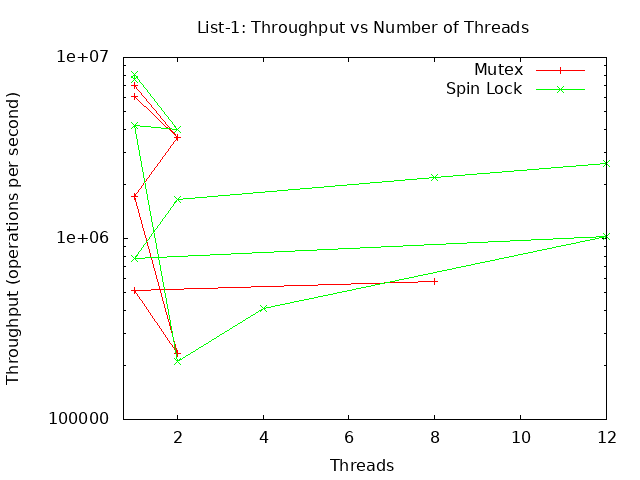 List-1: Throughput vs Number of Threads
1e+07
Mutex
Spin Lock
1e+06
100000
Throughput (operations per second)
2 4 6 8 10 12
Threads